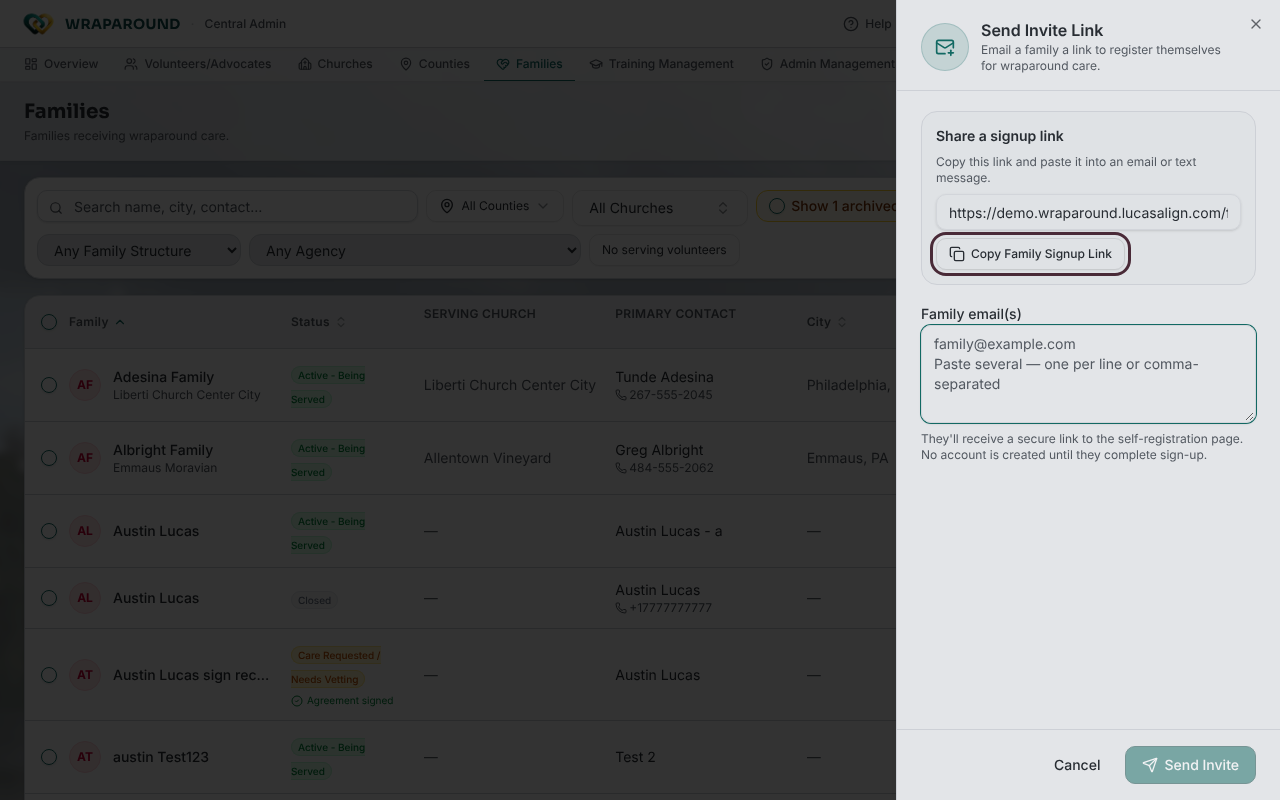 WRAPAROUND
Central Admin
Help
Overview
Volunteers/Advocates
Churches
Counties
Families
Training Management
Admin Management
Families
Families receiving wraparound care.
Search name, city, contact...
All Counties
All Churches
Show 1 archived
Any Family Structure
Any Agency
No serving volunteers
Family
Status
SERVING CHURCH
PRIMARY CONTACT
City
AF
Adesina Family
Liberti Church Center City
Active - Being
Served
Liberti Church Center City
Tunde Adesina
267-555-2045
Philadelphia,
AF
Albright Family
Emmaus Moravian
Active - Being
Served
Allentown Vineyard
Greg Albright
484-555-2062
Emmaus, PA
AL
Austin Lucas
Active - Being
Served
—
Austin Lucas - a
—
AL
Austin Lucas
Closed
—
Austin Lucas
+17777777777
—
AT
Austin Lucas sign rec...
Care Requested /
Needs Vetting
Agreement signed
—
Austin Lucas
—
AT
austin Test123
Active - Being
Served
—
Test 2
—
Send Invite Link
Email a family a link to register themselves
for wraparound care.
Share a signup link
Copy this link and paste it into an email or text
message.
https://demo.wraparound.lucasalign.com/f
Copy Family Signup Link
Family email(s)
family@example.com
Paste several — one per line or comma-
separated
They'll receive a secure link to the self-registration page.
No account is created until they complete sign-up.
Cancel
Send Invite